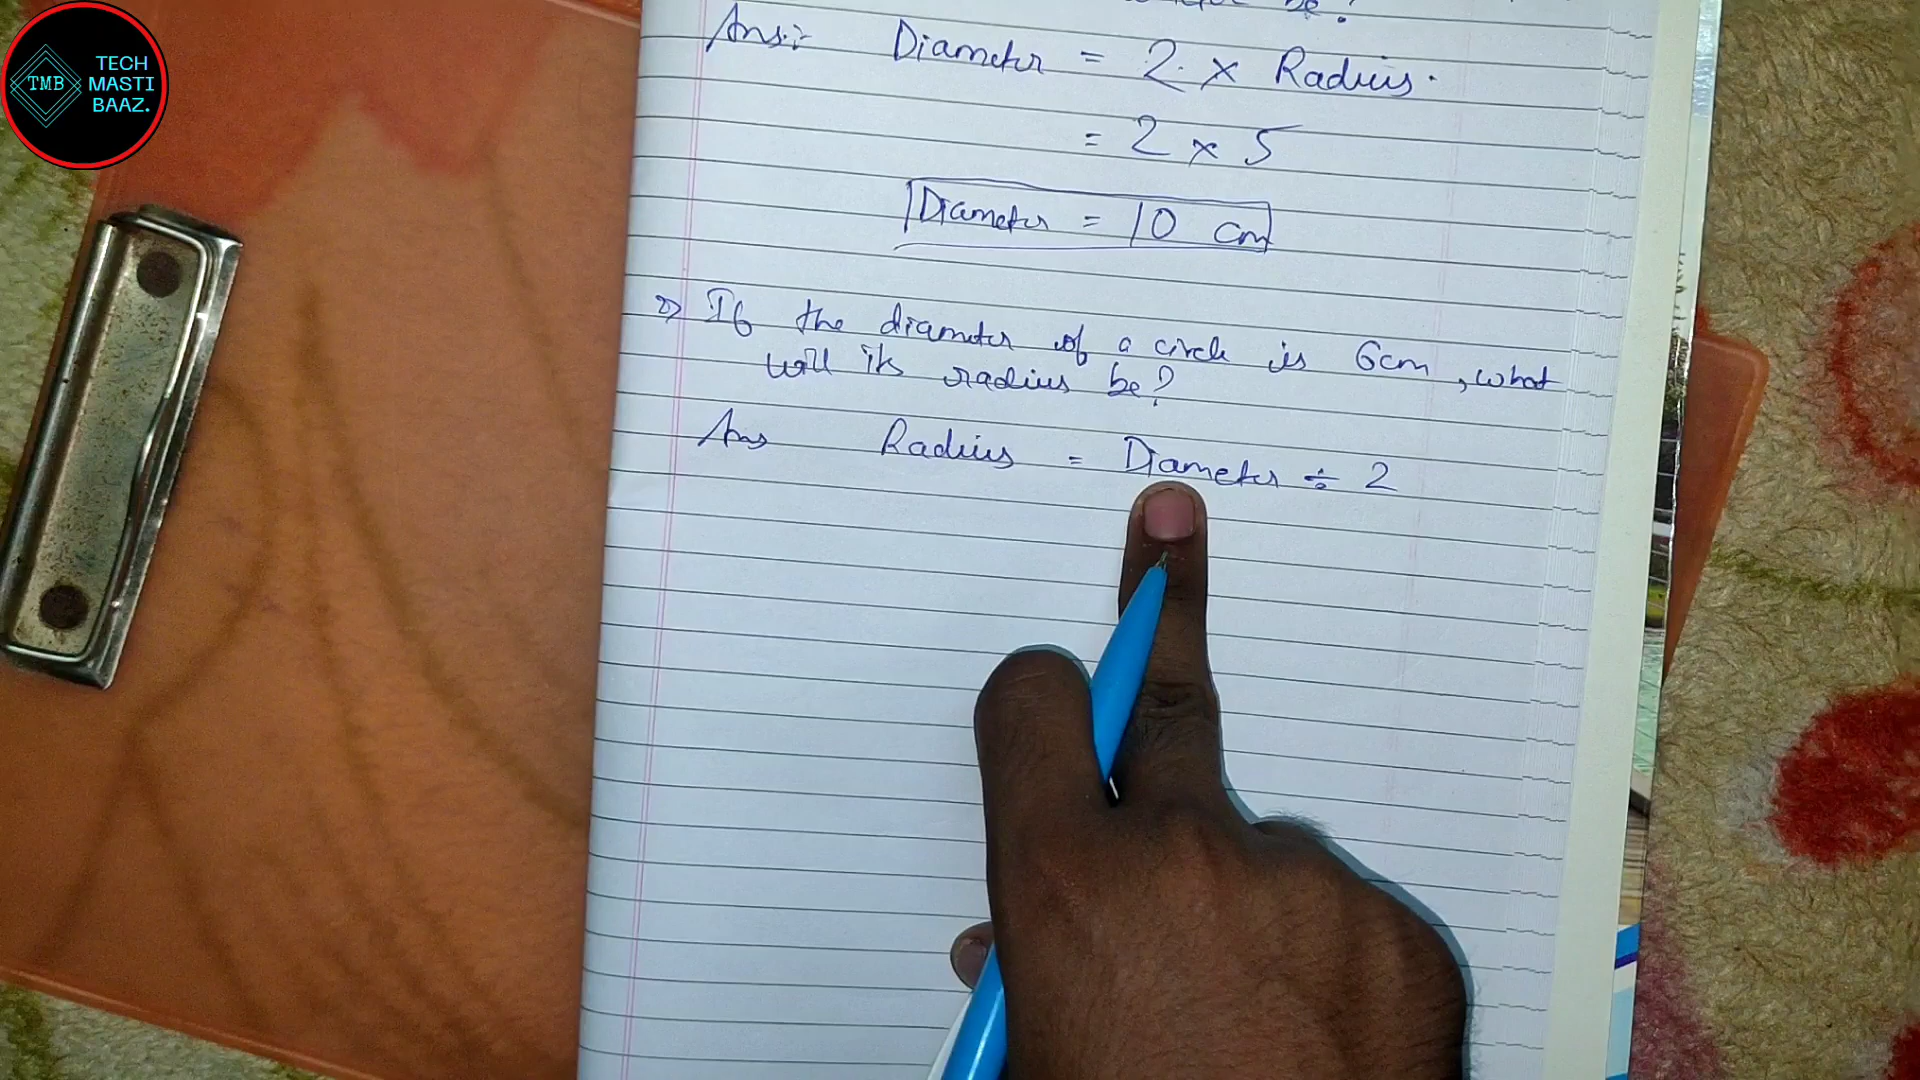 TMB
TECH
MASTI
BAAZ.
be?
Ans:- Diameter = 2 × Radius.
= 2 × 5
Diameter = 10 cm
If the diameter of a circle is 6cm, what
will its radius be?
Ans Radius = Diameter ÷ 2